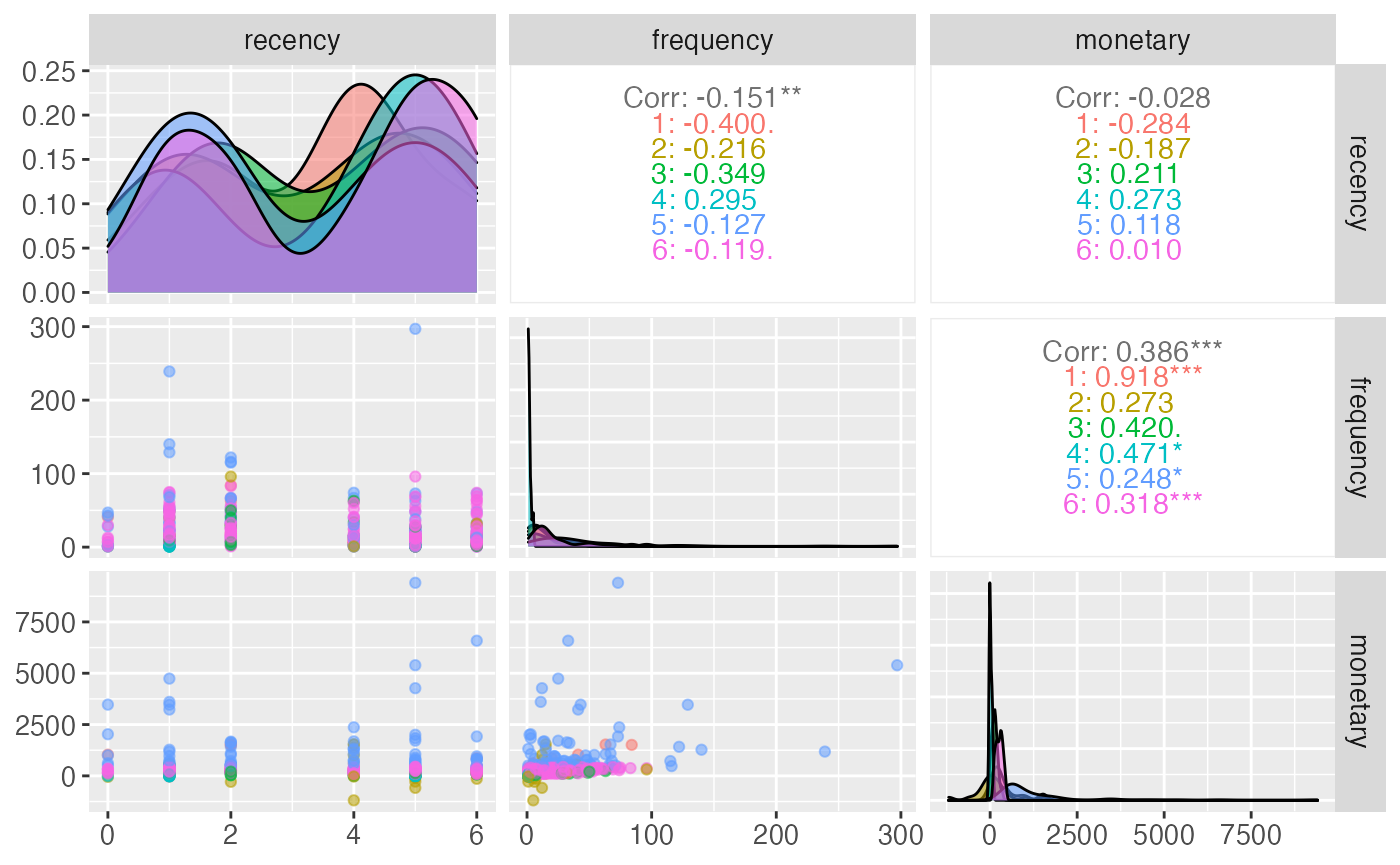 recency
frequency
monetary
0.25
0.20
0.15
0.10
0.05
0.00
Corr: -0.151**
1: -0.400.
2: -0.216
3: -0.349
4: 0.295
5: -0.127
6: -0.119.
Corr: -0.028
1: -0.284
2: -0.187
3: 0.211
4: 0.273
5: 0.118
6: 0.010
recency
300
200
100
0
Corr: 0.386***
1: 0.918***
2: 0.273
3: 0.420.
4: 0.471*
5: 0.248*
6: 0.318***
frequency
7500
5000
2500
0
monetary
0 2 4 6
0 100 200 300
0 2500 5000 7500